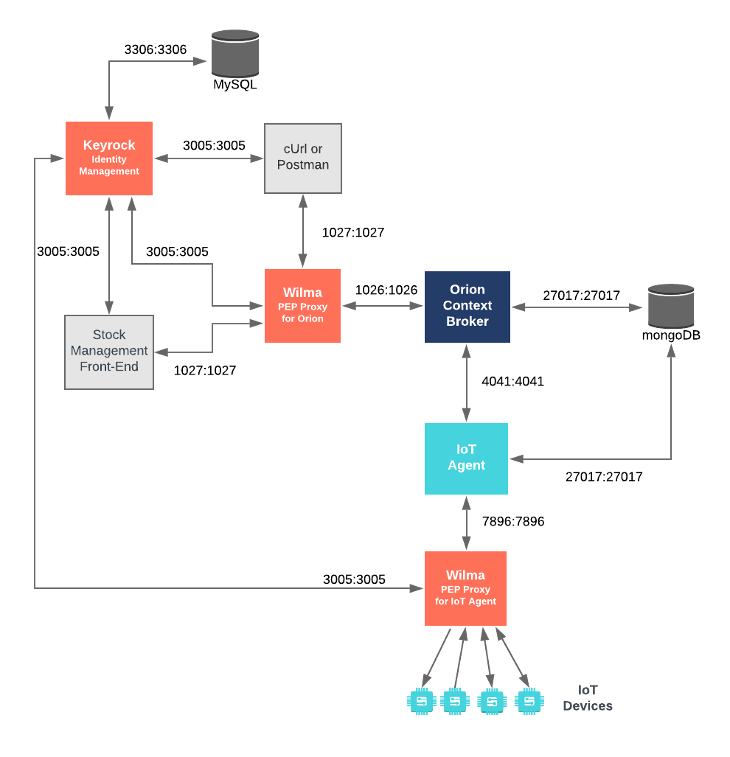 3306:3306
MySQL
Keyrock
Identity
Management
3005:3005
cUrl or
Postman
1027:1027
3005:3005
3005:3005
Wilma
PEP Proxy
for Orion
1026:1026
Orion
Context
Broker
27017:27017
mongoDB
Stock
Management
Front-End
1027:1027
4041:4041
IoT
Agent
27017:27017
7896:7896
3005:3005
Wilma
PEP Proxy
for IoT Agent
IoT
Devices